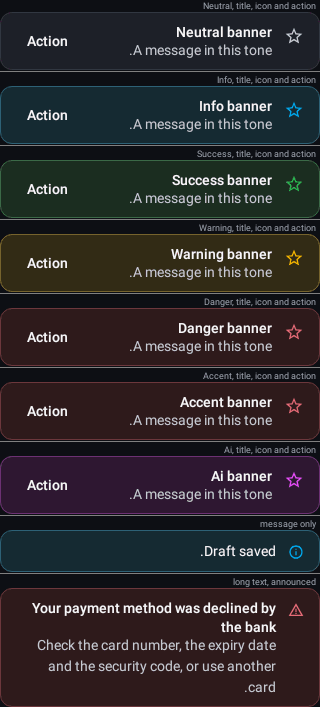 Neutral, title, icon and action
Neutral banner
Action
.A message in this tone
Info, title, icon and action
Info banner
Action
.A message in this tone
Success, title, icon and action
Success banner
Action
.A message in this tone
Warning, title, icon and action
Warning banner
Action
.A message in this tone
Danger, title, icon and action
Danger banner
Action
.A message in this tone
Accent, title, icon and action
Accent banner
Action
.A message in this tone
Ai, title, icon and action
Ai banner
Action
.A message in this tone
message only
.Draft saved
long text, announced
Your payment method was declined by
the bank
Check the card number, the expiry date
and the security code, or use another
.card